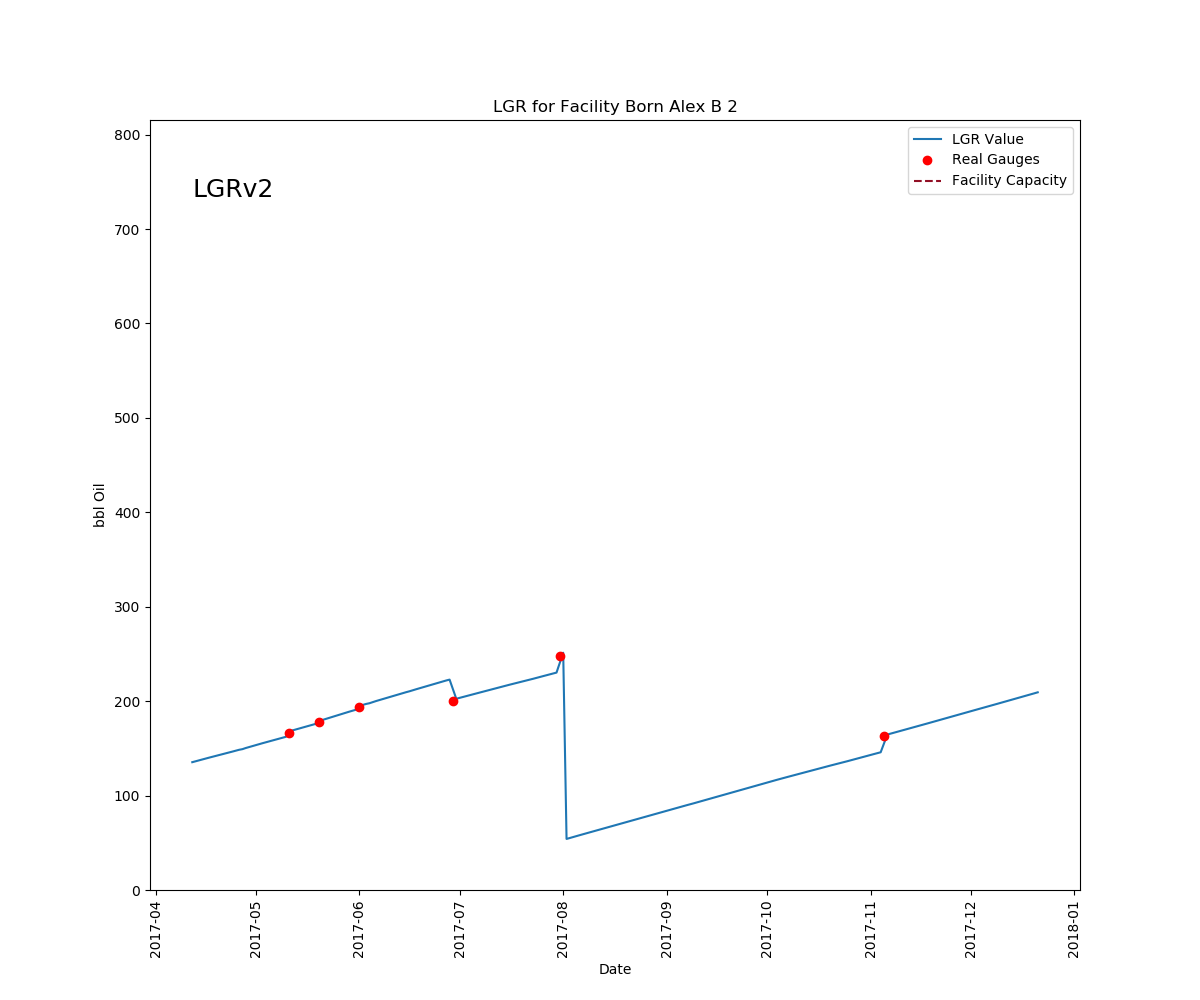 LGR for Facility Born Alex B 2
LGRv2
LGR Value
Real Gauges
Facility Capacity
bbl Oil
800
700
600
500
400
300
200
100
0
2017-04
2017-05
2017-06
2017-07
2017-08
2017-09
2017-10
2017-11
2017-12
2018-01
Date